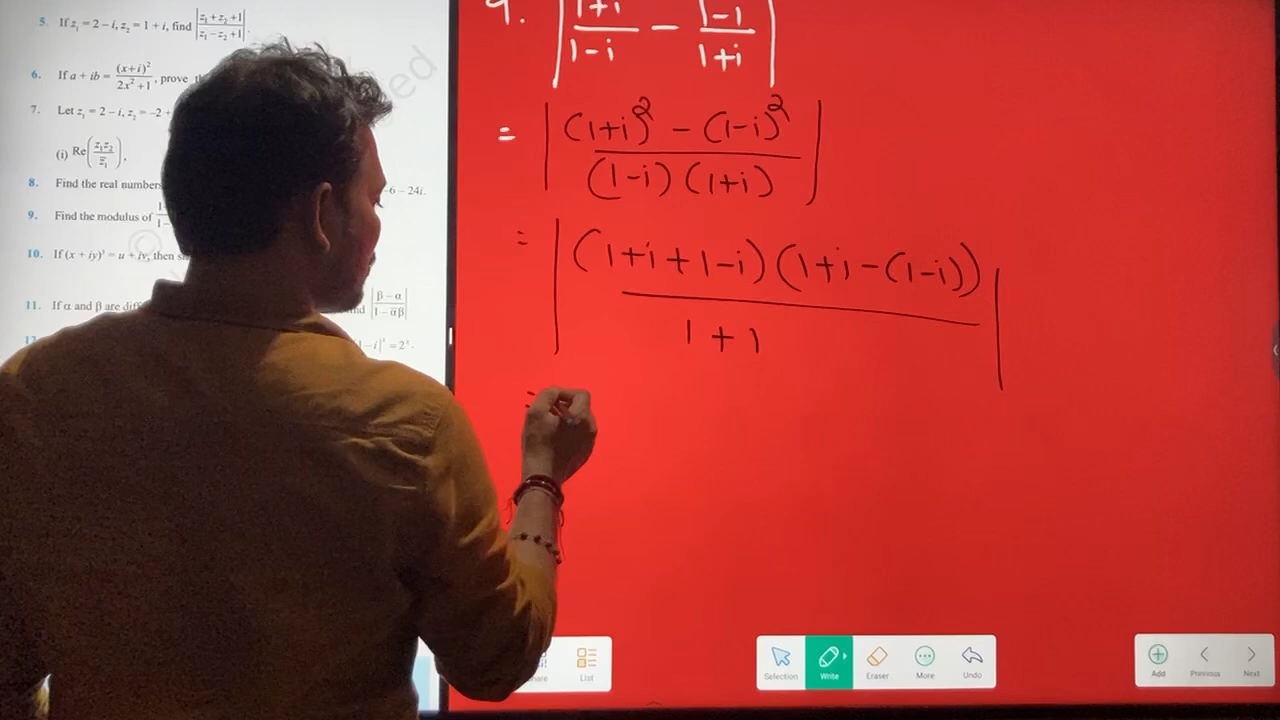 5. If z₁ = 2 – i, z₂ = 1 + i, find |(z₁ + z₂ + 1)/(z₁ – z₂ + 1)|.
6. If a + ib = (x + i)²/(2x² + 1), prove
7. Let z₁ = 2 – i, z₂ = –2 +
(i) Re(z₁z₂/z̄₁),
8. Find the real numbers –6 – 24i.
9. Find the modulus of
10. If (x + iy)³ = u + iv, then
11. If α and β are |(β – α)/(1 – ᾱβ)|
|1 – i|ˣ = 2ˣ.
9. |(1+i)/(1-i) - (1-i)/(1+i)|
= |((1+i)² - (1-i)²)/((1-i)(1+i))|
= |((1+i+1-i)(1+i-(1-i)))/(1+1)|
=
List
Selection
Write
Eraser
More
Undo
Add
Previous
Next